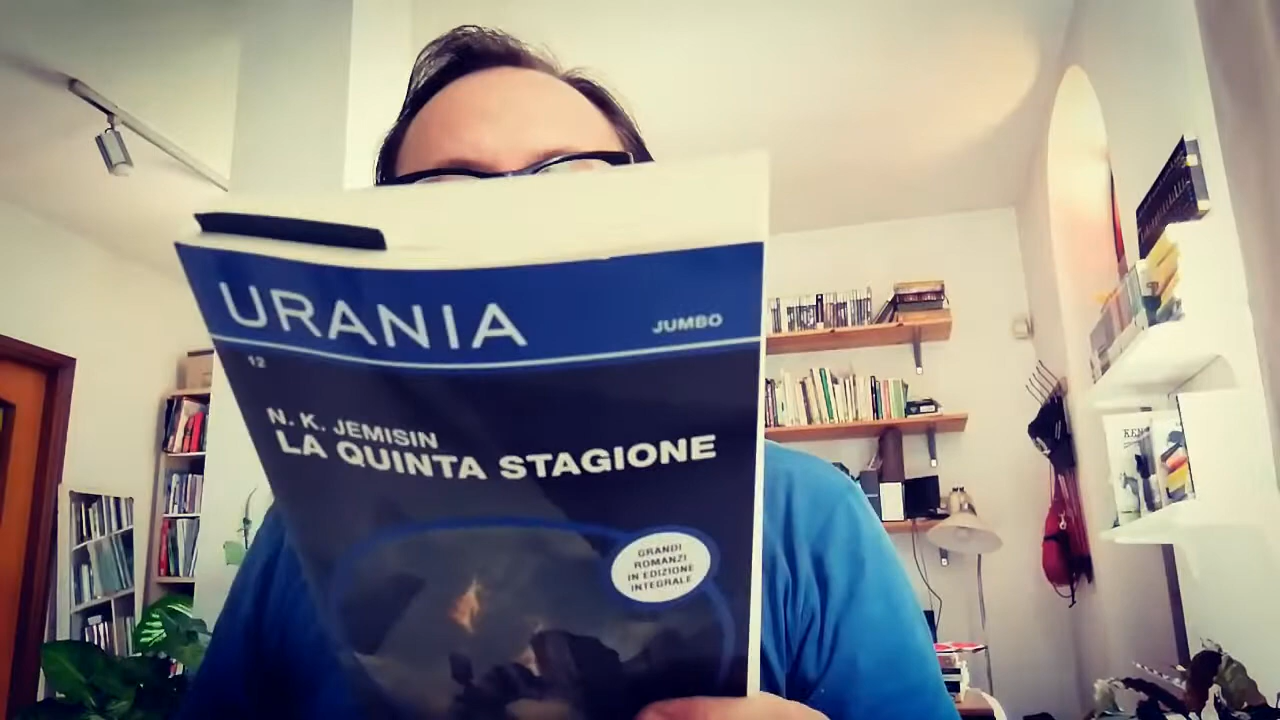 URANIA
JUMBO
12
N. K. JEMISIN
LA QUINTA STAGIONE
GRANDI
ROMANZI
IN EDIZIONE
INTEGRALE